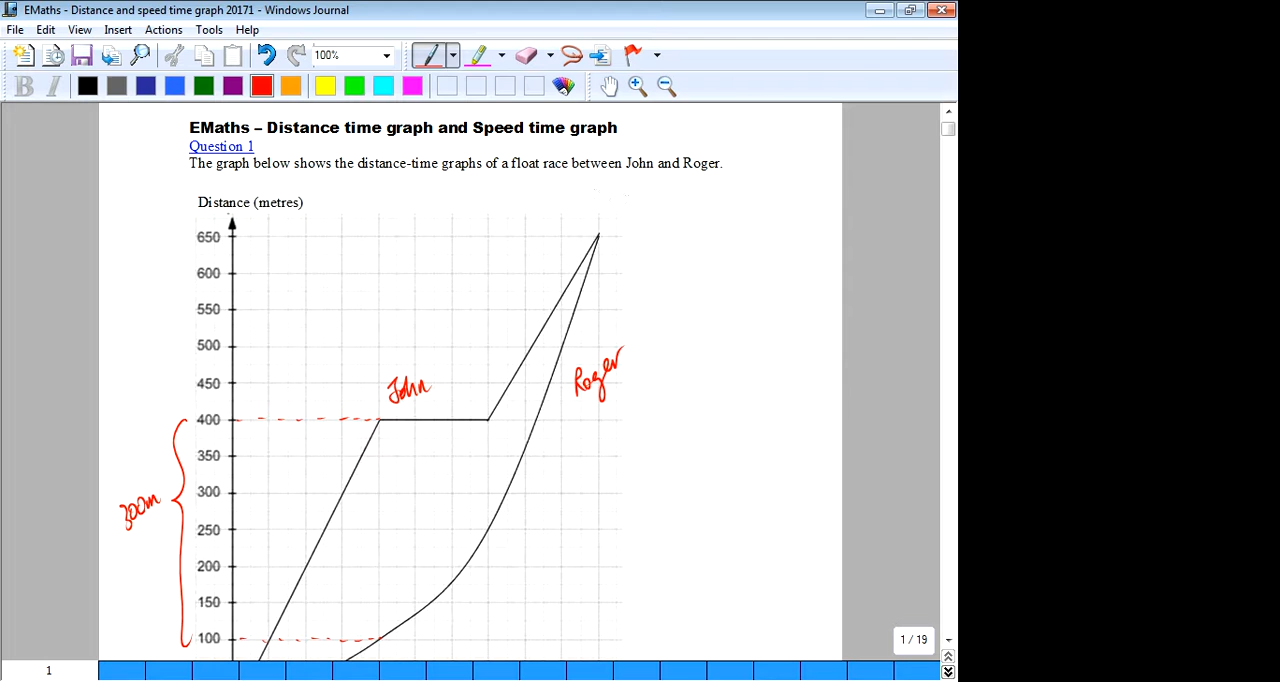 EMaths - Distance and speed time graph 20171 - Windows Journal
File Edit View Insert Actions Tools Help
100%
B I
EMaths – Distance time graph and Speed time graph
Question 1
The graph below shows the distance-time graphs of a float race between John and Roger.
Distance (metres)
650
600
550
500
450
400
350
300
250
200
150
100
John
Roger
300m
1 / 19
1